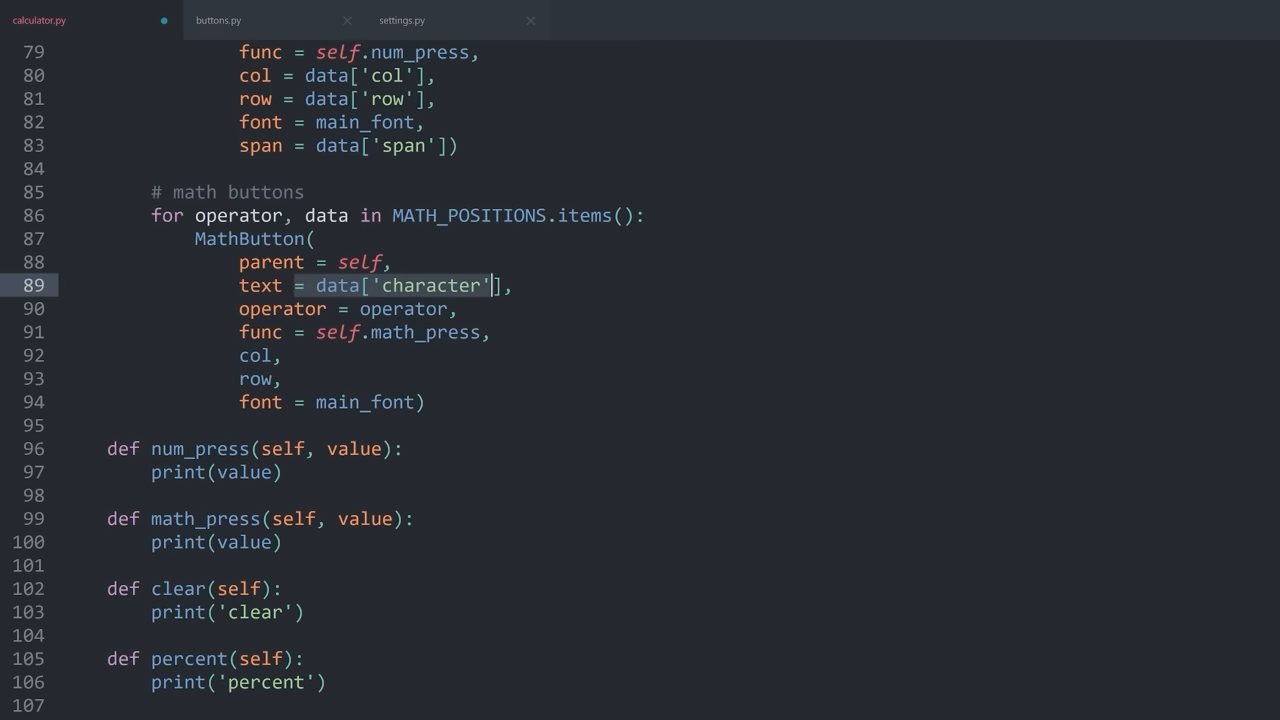 calculator.py buttons.py settings.py
79 func = self.num_press,
80 col = data['col'],
81 row = data['row'],
82 font = main_font,
83 span = data['span'])
84
85 # math buttons
86 for operator, data in MATH_POSITIONS.items():
87 MathButton(
88 parent = self,
89 text = data['character'],
90 operator = operator,
91 func = self.math_press,
92 col,
93 row,
94 font = main_font)
95
96 def num_press(self, value):
97 print(value)
98
99 def math_press(self, value):
100 print(value)
101
102 def clear(self):
103 print('clear')
104
105 def percent(self):
106 print('percent')
107